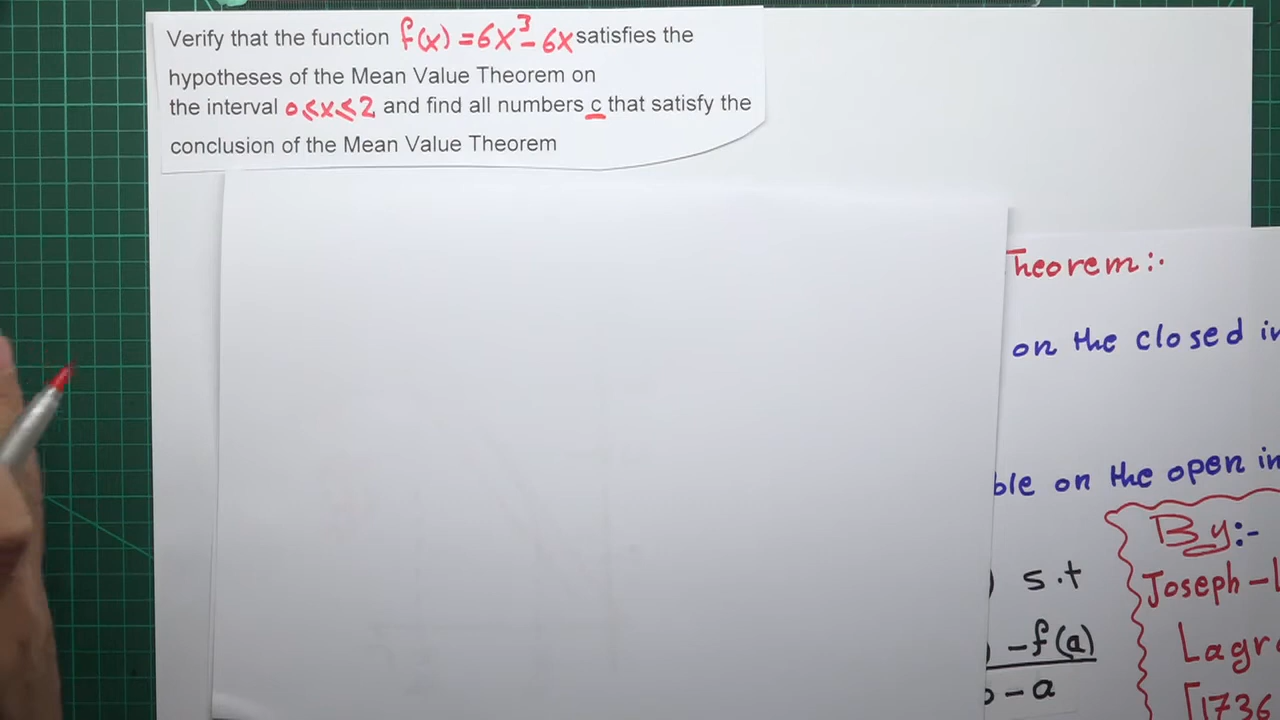 Verify that the function f(x) = 6x³ - 6x satisfies the
hypotheses of the Mean Value Theorem on
the interval 0 ≤ x ≤ 2 and find all numbers c that satisfy the
conclusion of the Mean Value Theorem
Theorem :.
on the closed in
ble on the open in
By:-
) s.t
Joseph - L
) - f(a)
Lagr
- a
[1736